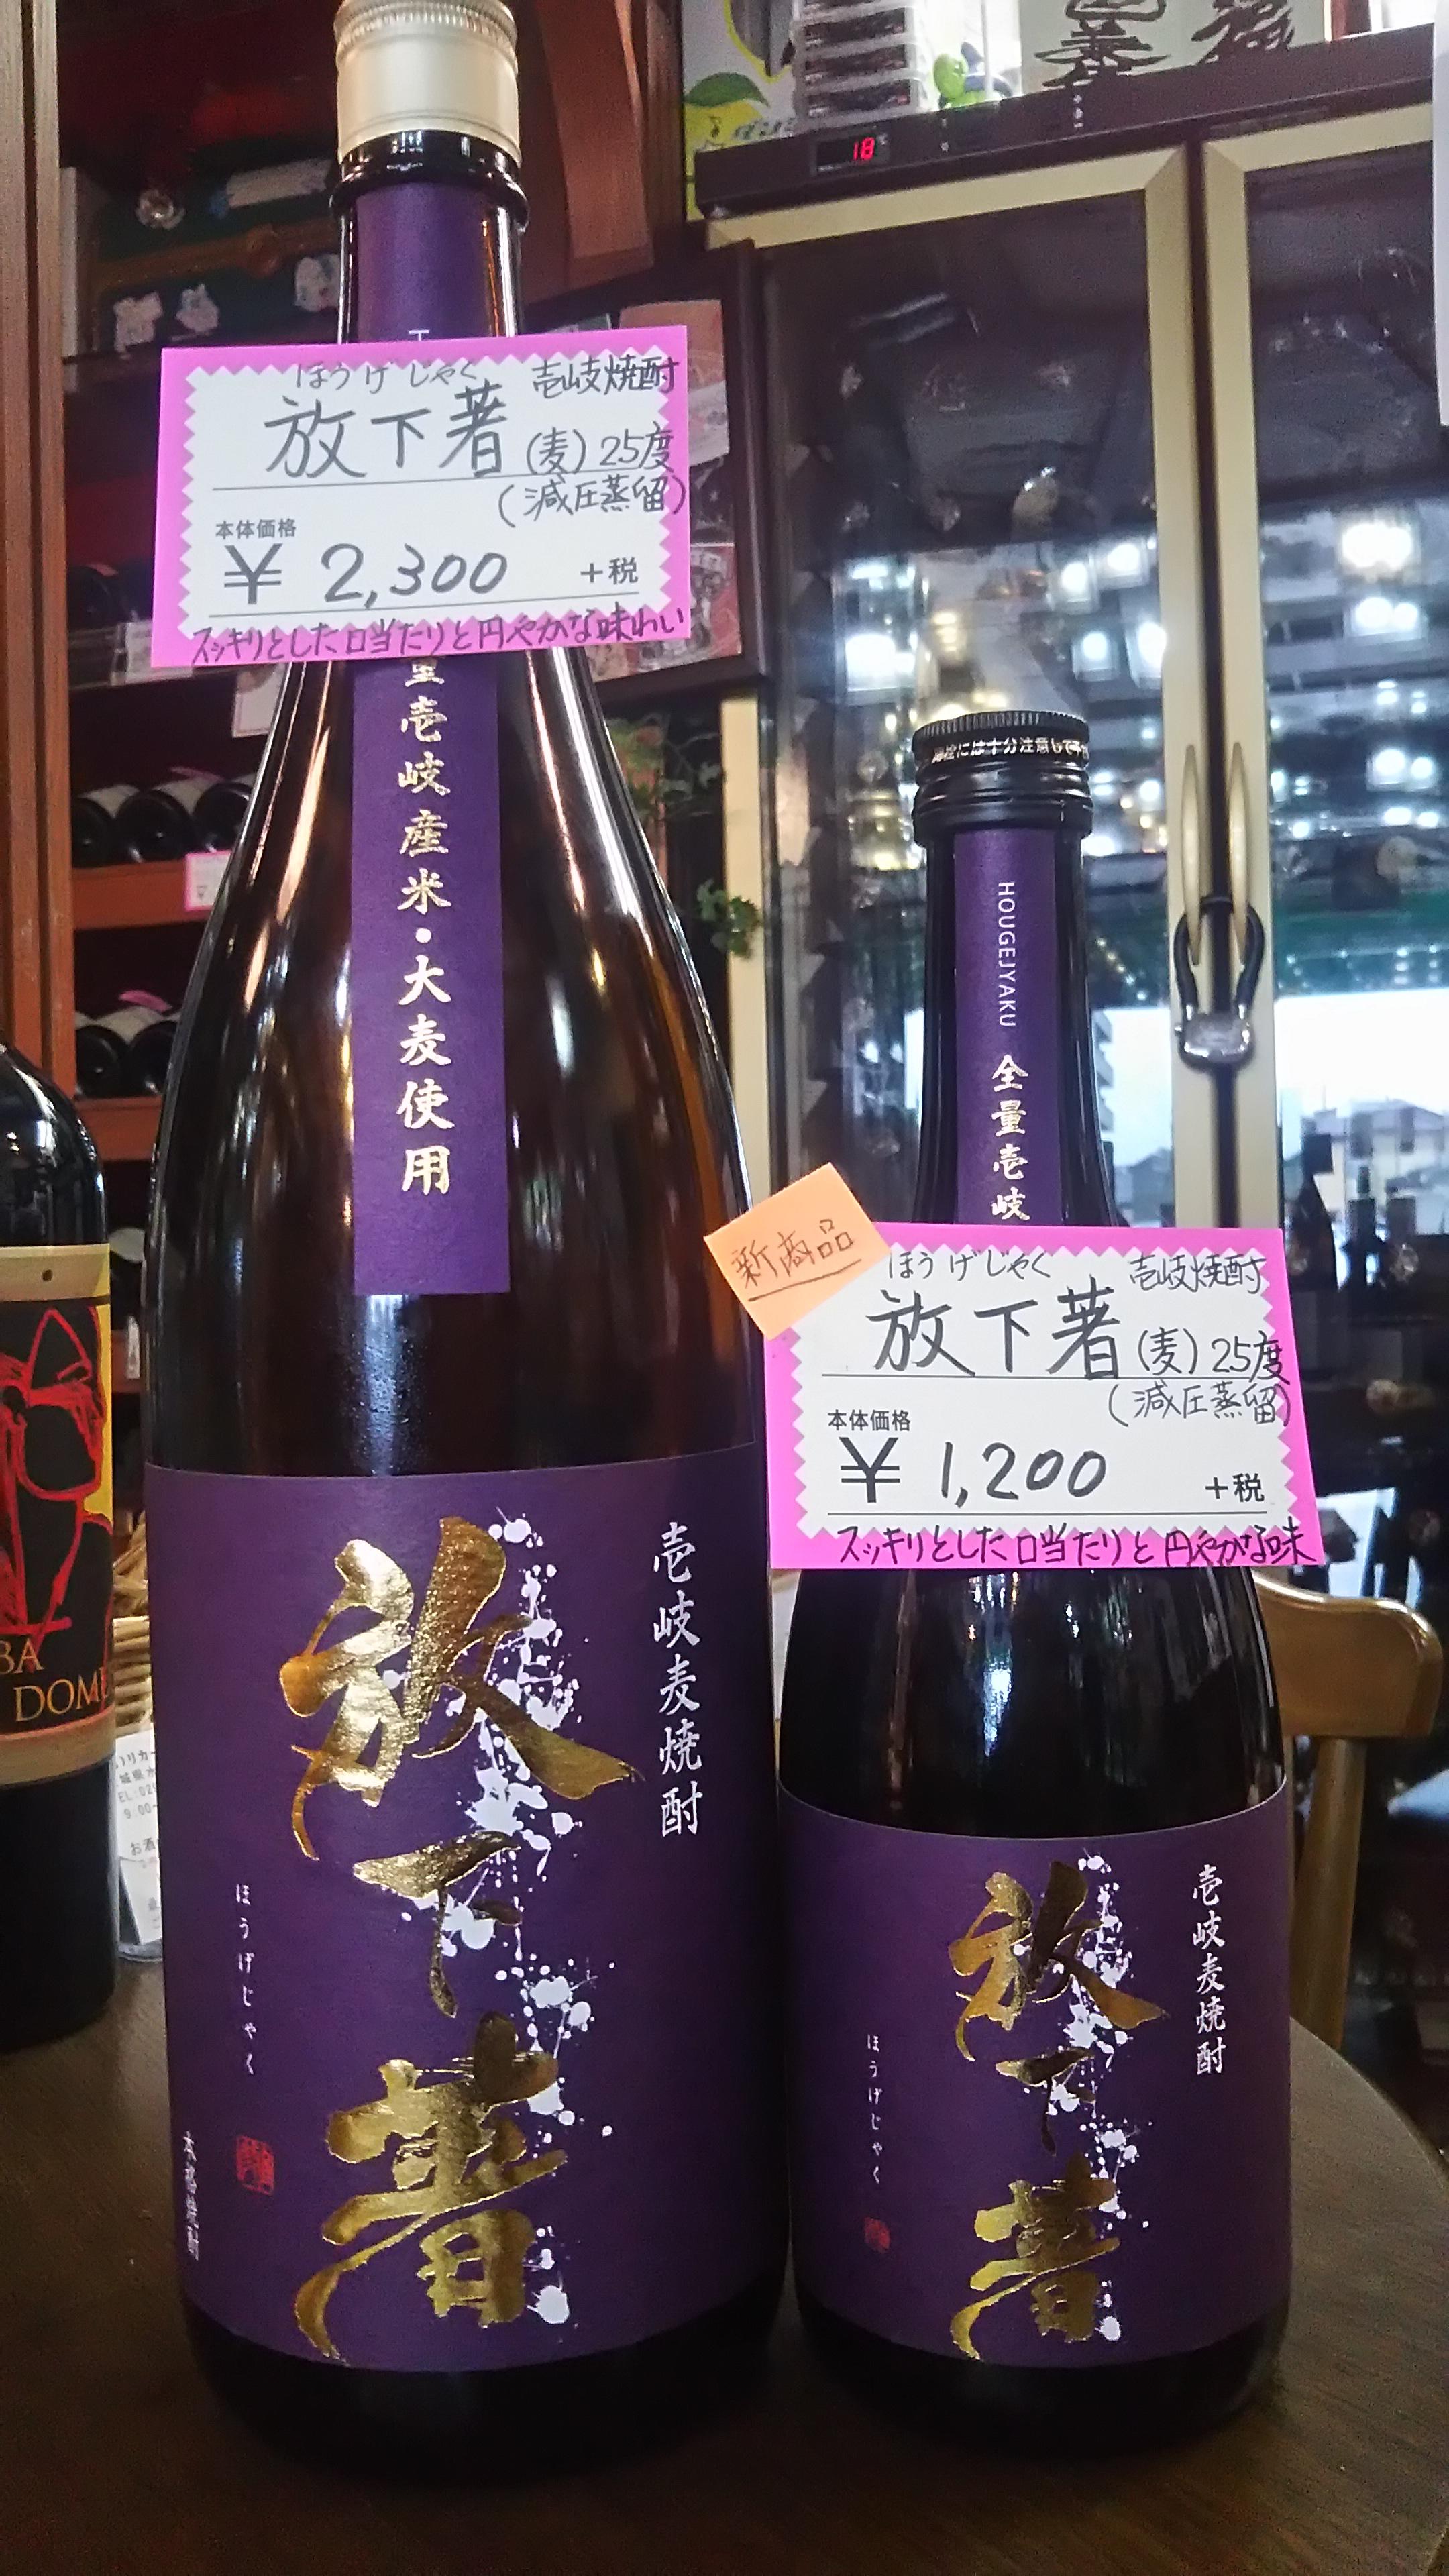 18
ほうげじゃく 壱岐焼酎
放下著 (麦) 25度
(減圧蒸留)
本体価格
¥ 2,300 +税
スッキリとした口当たりと円やかな味わい
量壱岐産米・大麦使用
壱岐麦焼酎
放下著
ほうげじゃく
本格焼酎
HOUGEJYAKU 全量壱岐
新商品
ほうげじゃく 壱岐焼酎
放下著 (麦) 25度
(減圧蒸留)
本体価格
¥ 1,200 +税
スッキリとした口当たりと円やかな味
壱岐麦焼酎
放下著
ほうげじゃく
BA
DOM
9:00
お酒